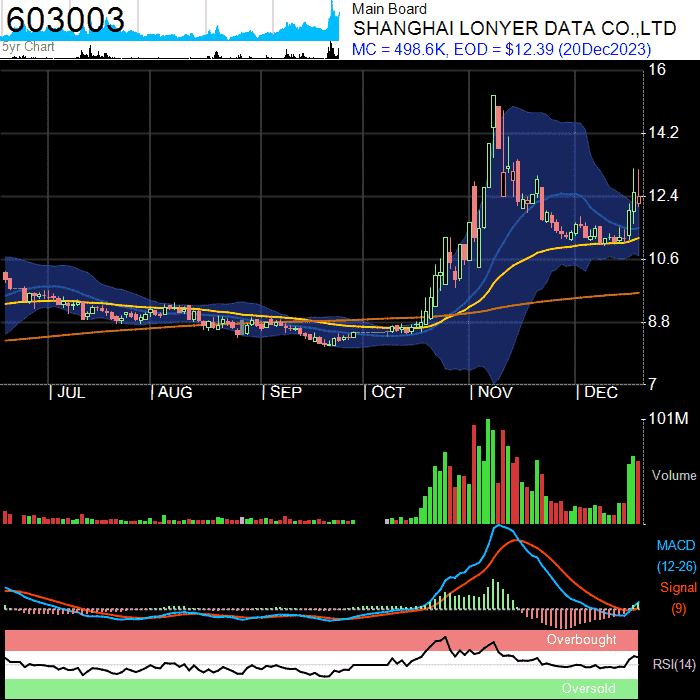 603003
5yr Chart
Main Board
SHANGHAI LONYER DATA CO.,LTD
MC = 498.6K, EOD = $12.39 (20Dec2023)
16
14.2
12.4
10.6
8.8
7
JUL
AUG
SEP
OCT
NOV
DEC
101M
Volume
MACD
(12-26)
Signal
(9)
Overbought
RSI(14)
Oversold